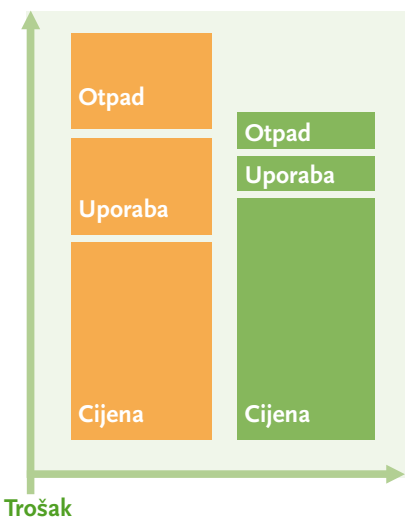 Otpad
Uporaba
Cijena
Otpad
Uporaba
Cijena
Trošak